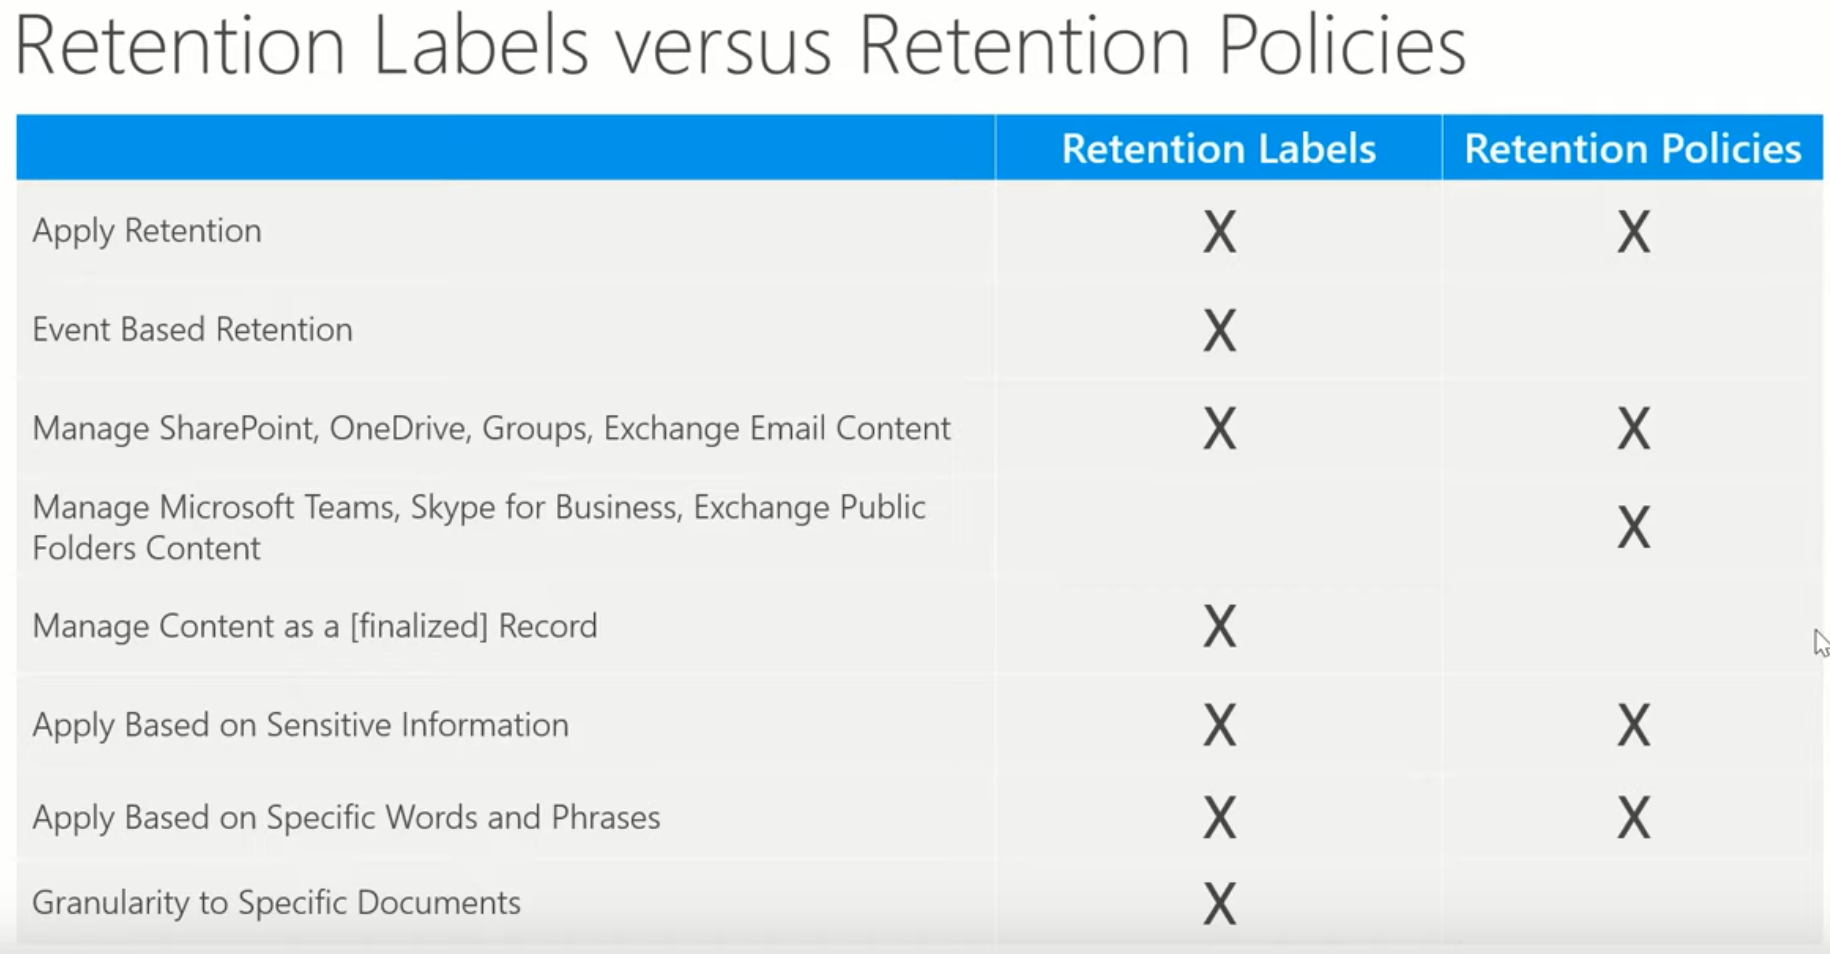 Retention Labels versus Retention Policies
Retention Labels Retention Policies
Apply Retention X X
Event Based Retention X
Manage SharePoint, OneDrive, Groups, Exchange Email Content X X
Manage Microsoft Teams, Skype for Business, Exchange Public
Folders Content X
Manage Content as a [finalized] Record X
Apply Based on Sensitive Information X X
Apply Based on Specific Words and Phrases X X
Granularity to Specific Documents X